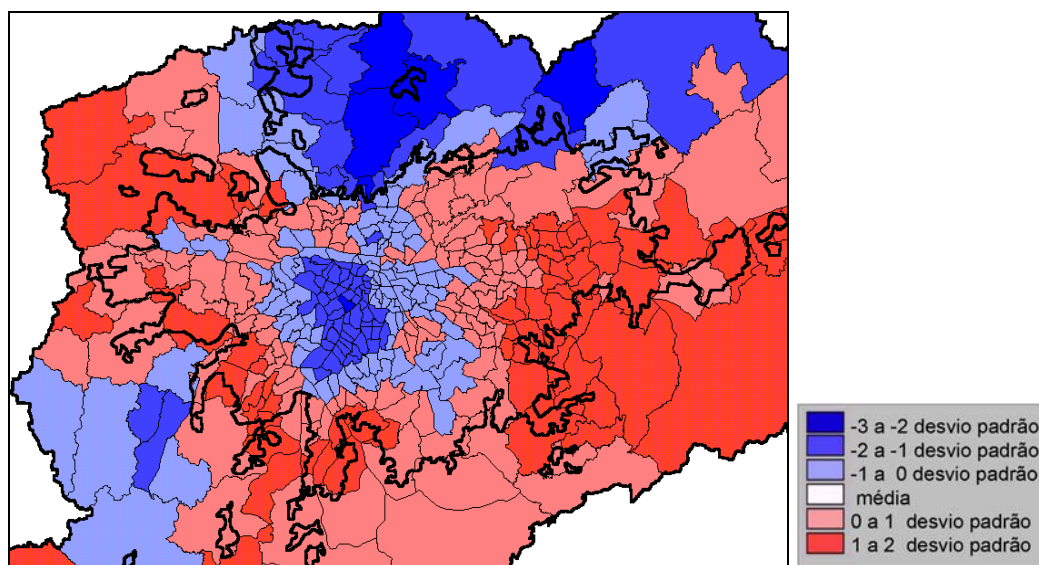 -3 a -2 desvio padrão
-2 a -1 desvio padrão
-1 a 0 desvio padrão
média
0 a 1 desvio padrão
1 a 2 desvio padrão